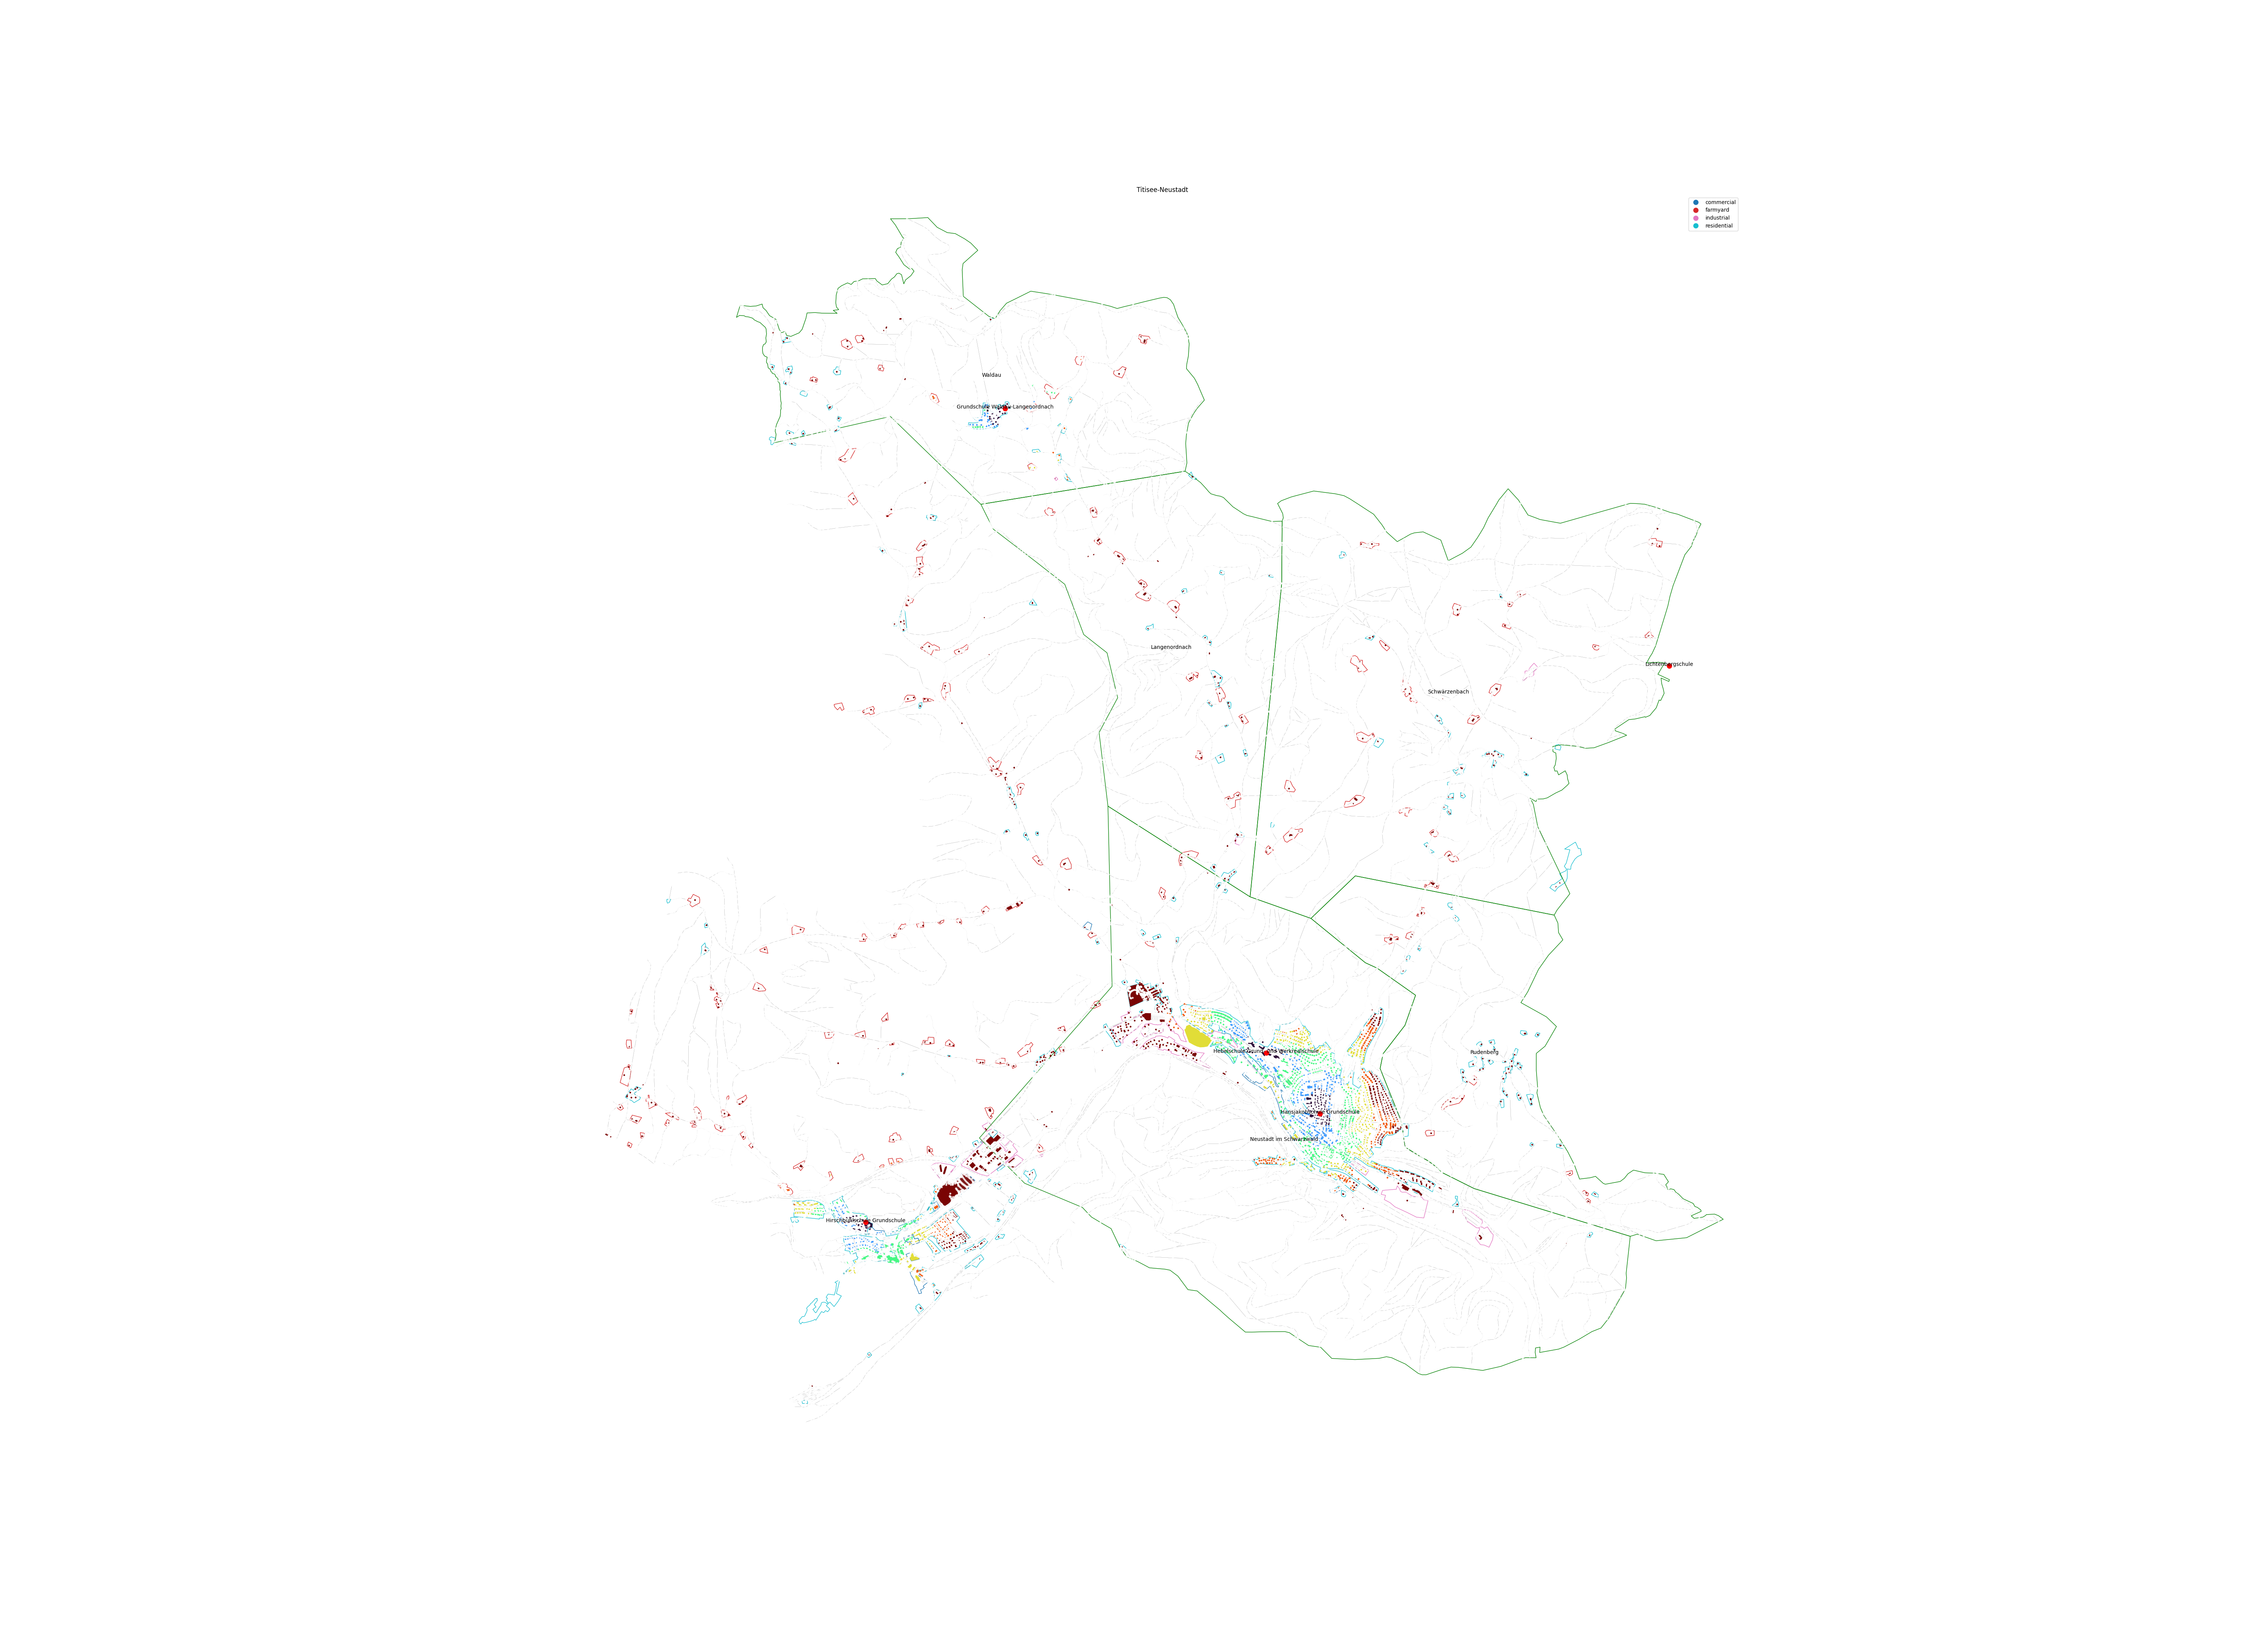 Titisee-Neustadt
commercial
farmyard
industrial
residential
Waldau
Grundschule Waldau-Langenordnach
Langenordnach
Lichtenbergschule
Schwärzenbach
Hebelschule Grund- und Werkrealschule
Rudenberg
Hansjakobschule Grundschule
Neustadt im Schwarzwald
Hirschbühlschule Grundschule